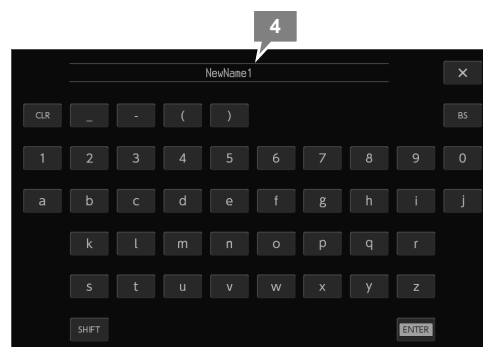 4
NewName1 ×
CLR _ - ( ) BS
1 2 3 4 5 6 7 8 9 0
a b c d e f g h i j
k l m n o p q r
s t u v w x y z
SHIFT ENTER